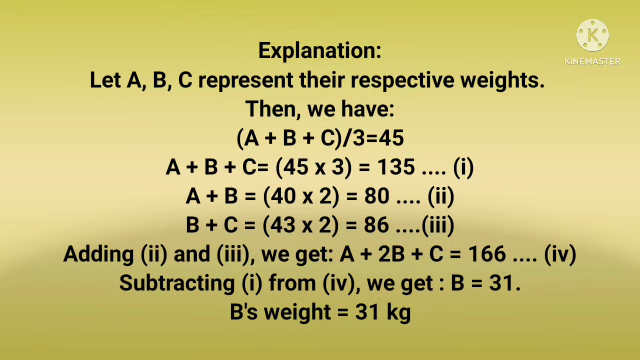 K
KINEMASTER
Explanation:
Let A, B, C represent their respective weights.
Then, we have:
(A + B + C)/3=45
A + B + C= (45 x 3) = 135 .... (i)
A + B = (40 x 2) = 80 .... (ii)
B + C = (43 x 2) = 86 ....(iii)
Adding (ii) and (iii), we get: A + 2B + C = 166 .... (iv)
Subtracting (i) from (iv), we get : B = 31.
B's weight = 31 kg